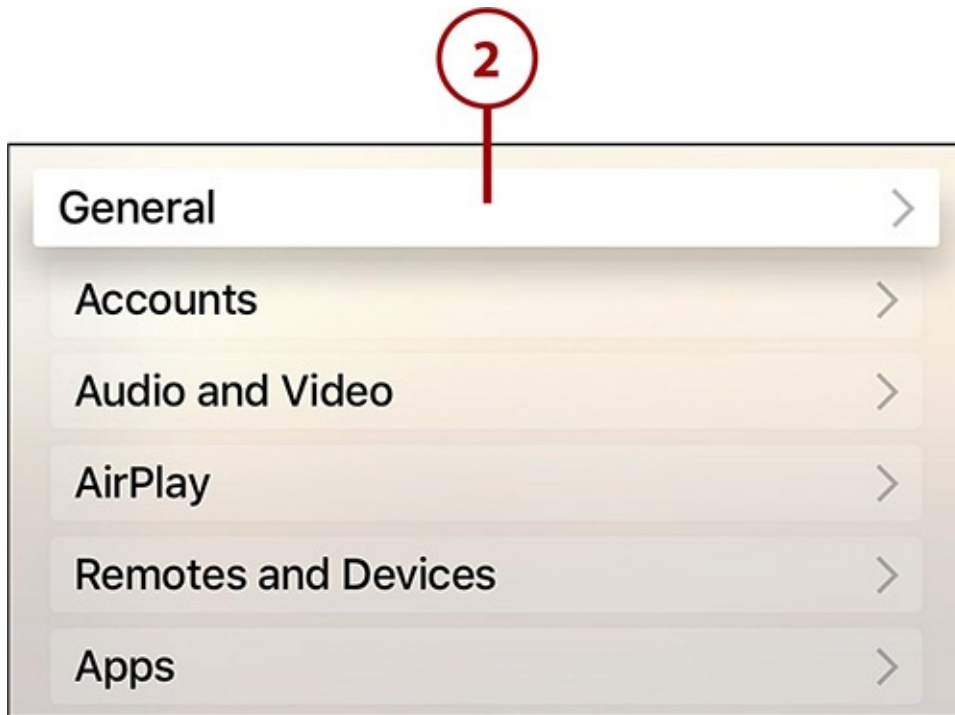 2
General
Accounts
Audio and Video
AirPlay
Remotes and Devices
Apps